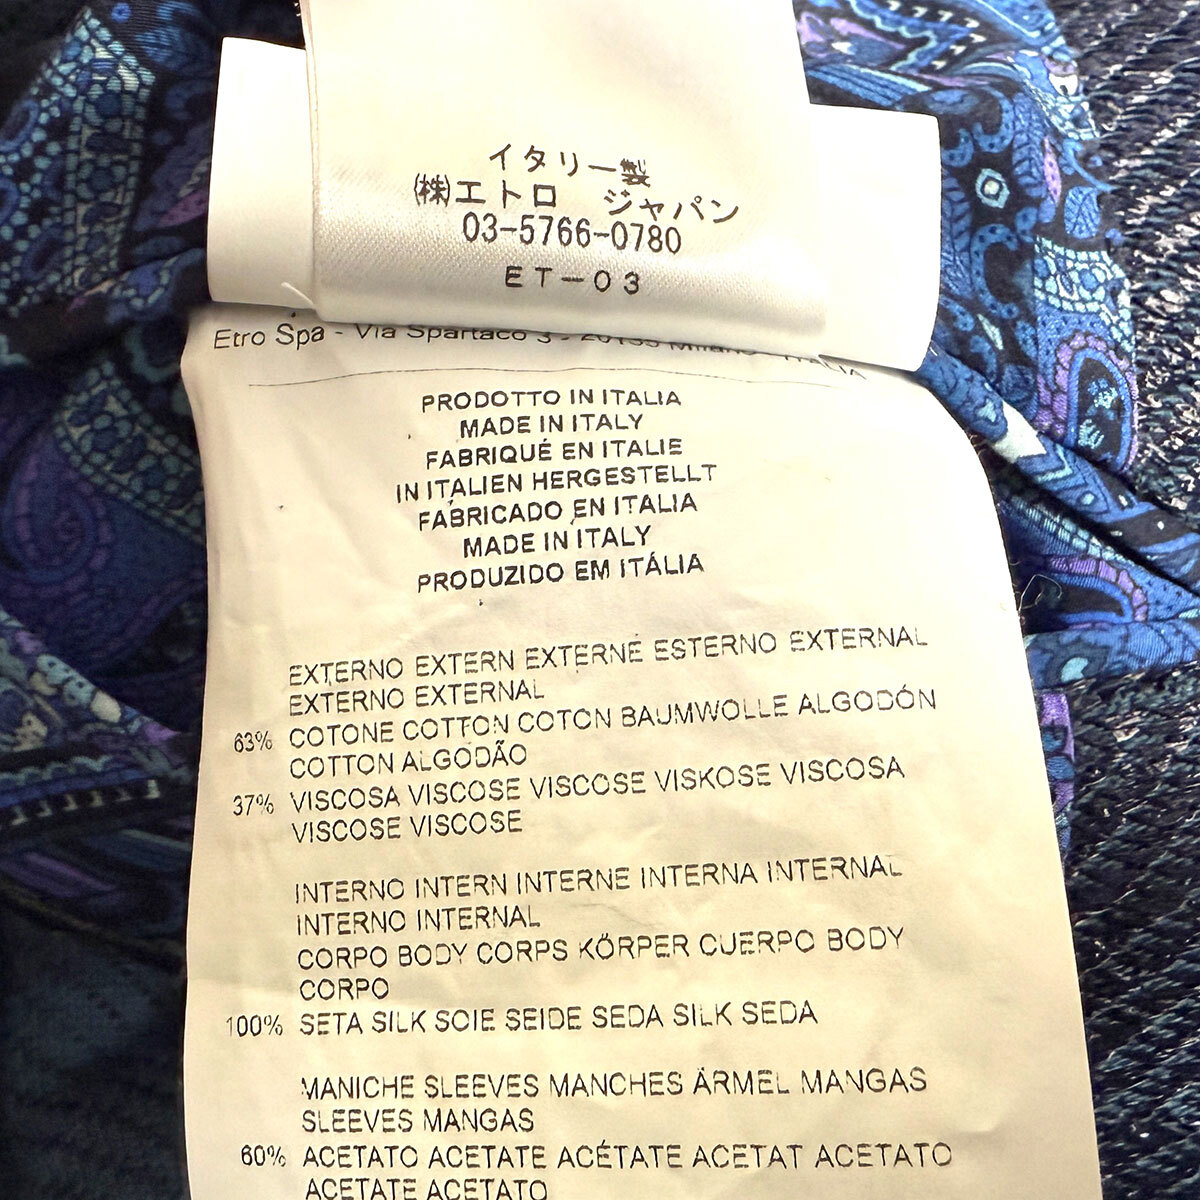 イタリー製
㈱エトロ ジャパン
03-5766-0780
ET-03
Etro Spa - Via Spartaco 3 - 20135 Milano - ITALIA
PRODOTTO IN ITALIA
MADE IN ITALY
FABRIQUÉ EN ITALIE
IN ITALIEN HERGESTELLT
FABRICADO EN ITALIA
MADE IN ITALY
PRODUZIDO EM ITÁLIA
EXTERNO EXTERN EXTERNE ESTERNO EXTERNAL
EXTERNO EXTERNAL
63% COTONE COTTON COTON BAUMWOLLE ALGODÓN
COTTON ALGODÃO
37% VISCOSA VISCOSE VISCOSE VISKOSE VISCOSA
VISCOSE VISCOSE
INTERNO INTERN INTERNE INTERNA INTERNAL
INTERNO INTERNAL
CORPO BODY CORPS KÖRPER CUERPO BODY
CORPO
100% SETA SILK SOIE SEIDE SEDA SILK SEDA
MANICHE SLEEVES MANCHES ÄRMEL MANGAS
SLEEVES MANGAS
60% ACETATO ACETATE ACÉTATE ACETAT ACETATO
ACETATE ACETATO